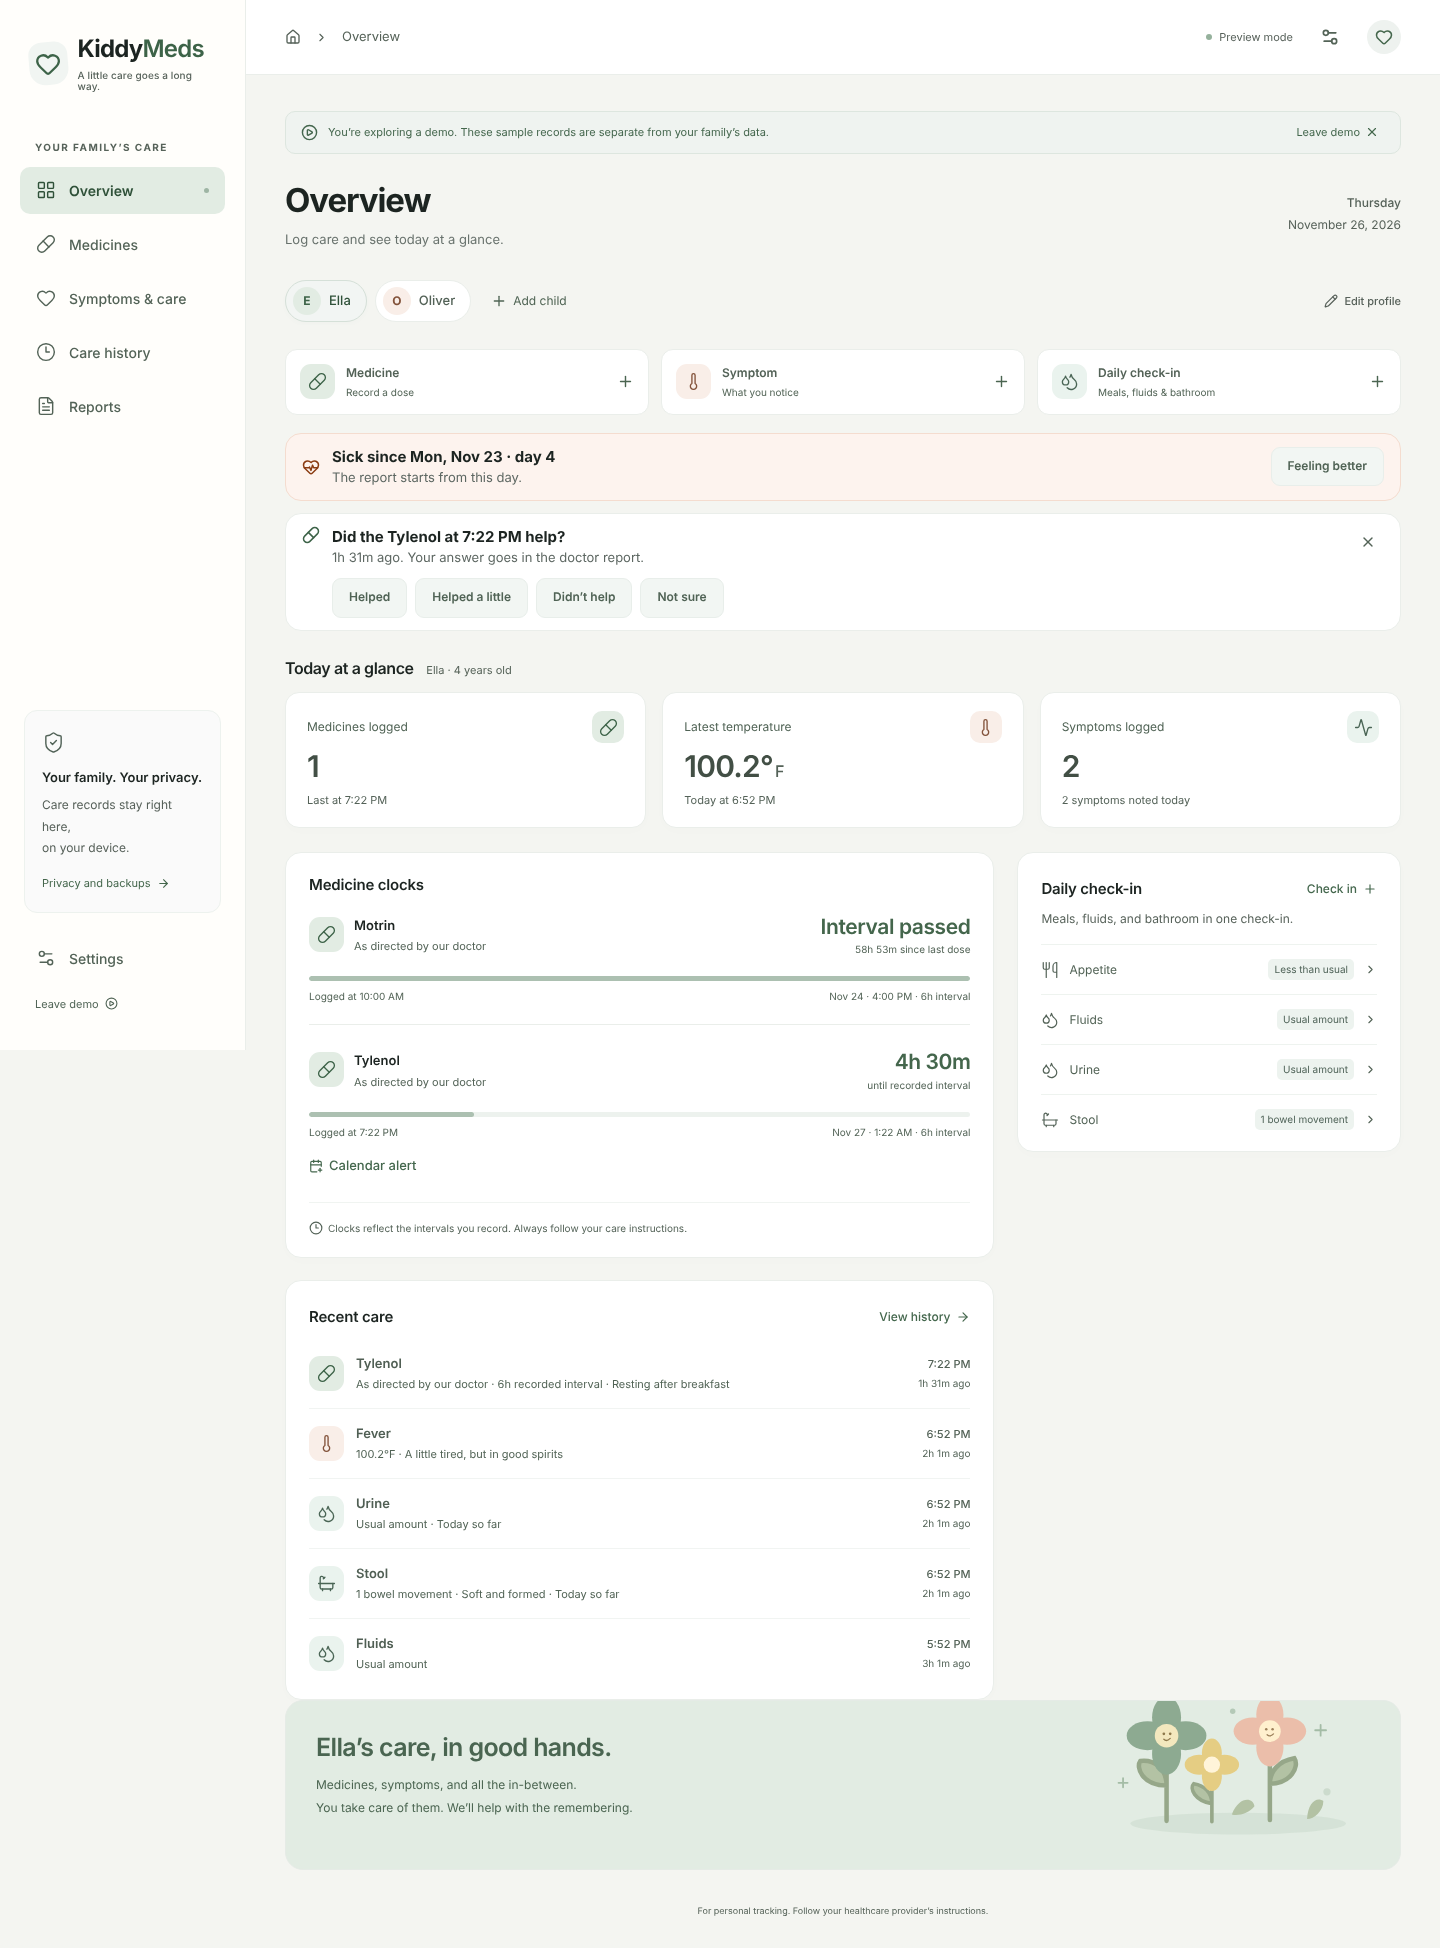 KiddyMeds
A little care goes a long
way.
YOUR FAMILY’S CARE
Overview
Medicines
Symptoms & care
Care history
Reports
Your family. Your privacy.
Care records stay right
here,
on your device.
Privacy and backups
Settings
Leave demo
Overview
Preview mode
You’re exploring a demo. These sample records are separate from your family’s data.
Leave demo
Overview
Log care and see today at a glance.
Thursday
November 26, 2026
E Ella
O Oliver
Add child
Edit profile
Medicine
Record a dose
Symptom
What you notice
Daily check-in
Meals, fluids & bathroom
Sick since Mon, Nov 23 · day 4
The report starts from this day.
Feeling better
Did the Tylenol at 7:22 PM help?
1h 31m ago. Your answer goes in the doctor report.
Helped
Helped a little
Didn’t help
Not sure
Today at a glance
Ella · 4 years old
Medicines logged
1
Last at 7:22 PM
Latest temperature
100.2°F
Today at 6:52 PM
Symptoms logged
2
2 symptoms noted today
Medicine clocks
Motrin
As directed by our doctor
Interval passed
58h 53m since last dose
Logged at 10:00 AM
Nov 24 · 4:00 PM · 6h interval
Tylenol
As directed by our doctor
4h 30m
until recorded interval
Logged at 7:22 PM
Nov 27 · 1:22 AM · 6h interval
Calendar alert
Clocks reflect the intervals you record. Always follow your care instructions.
Daily check-in
Check in
Meals, fluids, and bathroom in one check-in.
Appetite
Less than usual
Fluids
Usual amount
Urine
Usual amount
Stool
1 bowel movement
Recent care
View history
Tylenol
As directed by our doctor · 6h recorded interval · Resting after breakfast
7:22 PM
1h 31m ago
Fever
100.2°F · A little tired, but in good spirits
6:52 PM
2h 1m ago
Urine
Usual amount · Today so far
6:52 PM
2h 1m ago
Stool
1 bowel movement · Soft and formed · Today so far
6:52 PM
2h 1m ago
Fluids
Usual amount
5:52 PM
3h 1m ago
Ella’s care, in good hands.
Medicines, symptoms, and all the in-between.
You take care of them. We’ll help with the remembering.
For personal tracking. Follow your healthcare provider’s instructions.